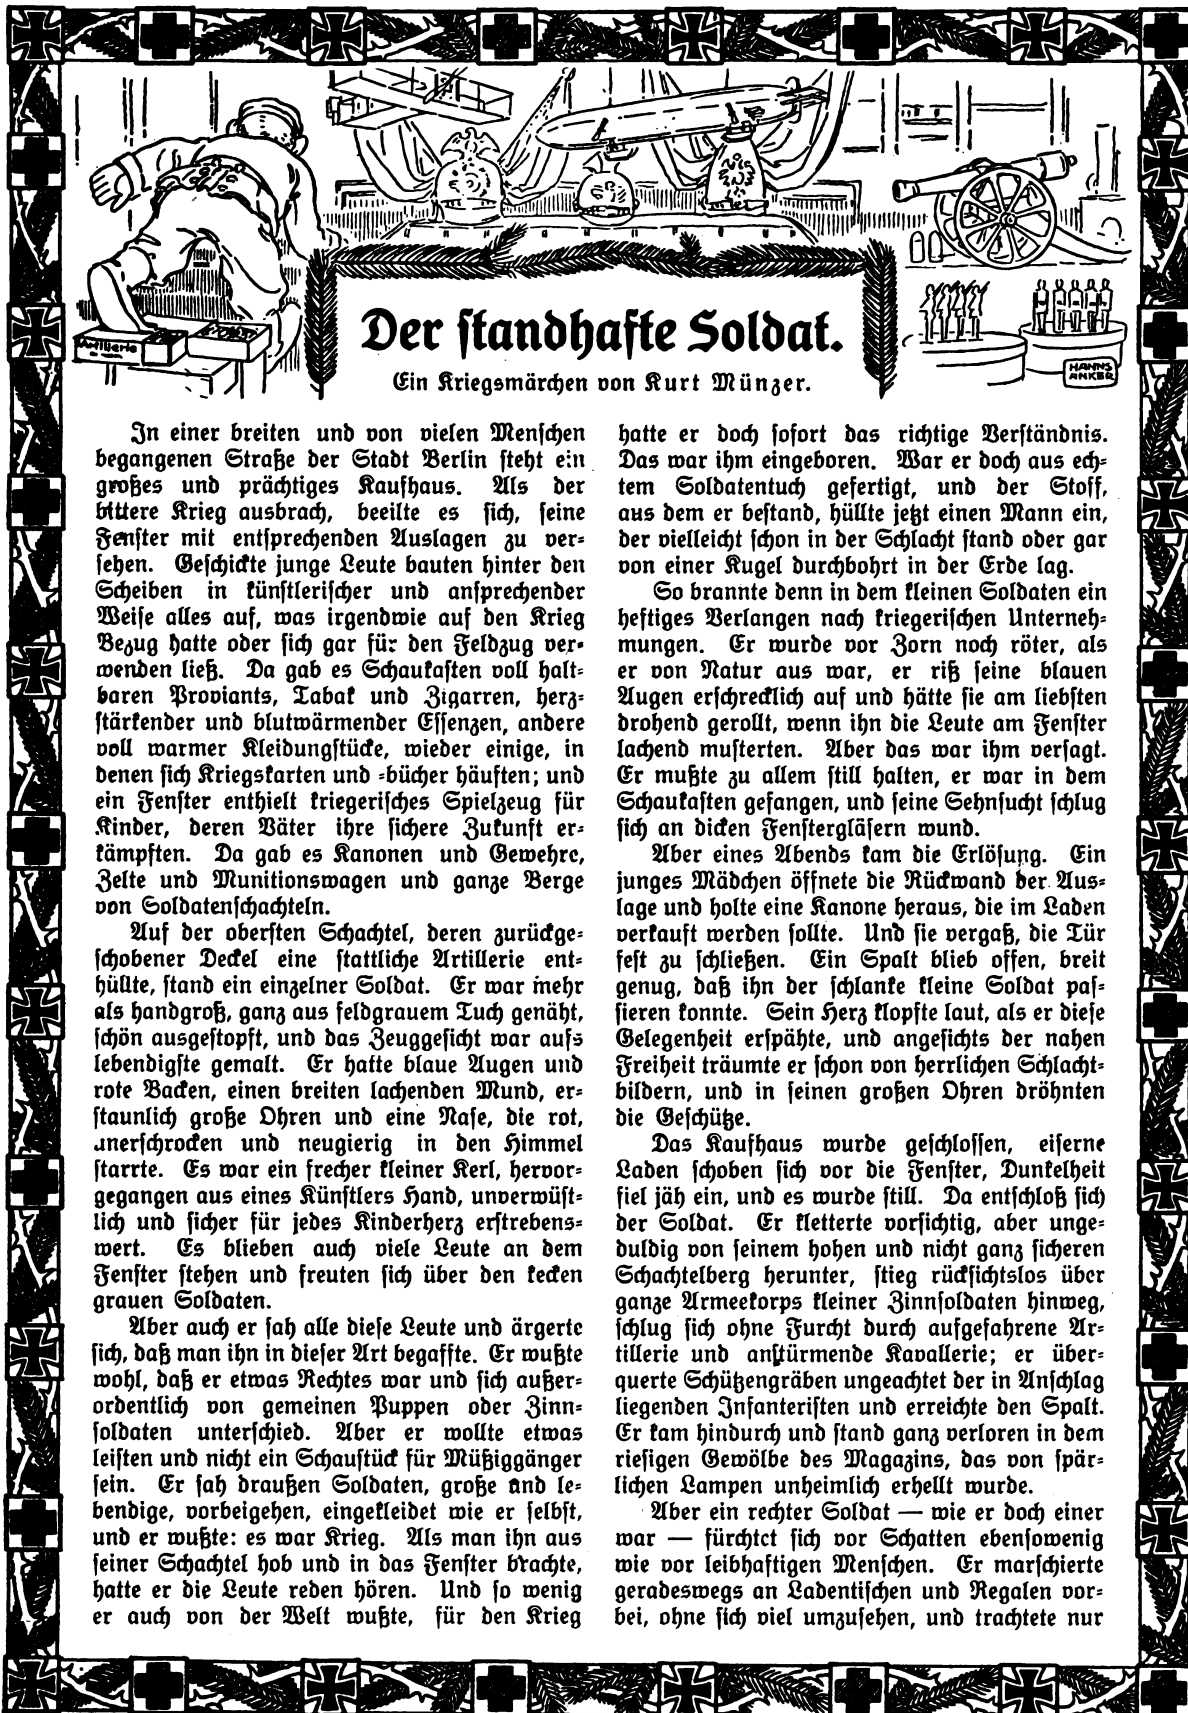 Artillerie
HANNS
ANKER
Der standhafte Soldat.
Ein Kriegsmärchen von Kurt Münzer.
In einer breiten und von vielen Menschen
begangenen Straße der Stadt Berlin steht ein
großes und prächtiges Kaufhaus. Als der
bittere Krieg ausbrach, beeilte es sich, seine
Fenster mit entsprechenden Auslagen zu ver-
sehen. Geschickte junge Leute bauten hinter den
Scheiben in künstlerischer und ansprechender
Weise alles auf, was irgendwie auf den Krieg
Bezug hatte oder sich gar für den Feldzug ver-
wenden ließ. Da gab es Schaukasten voll halt-
baren Proviants, Tabak und Zigarren, herz-
stärkender und blutwärmender Essenzen, andere
voll warmer Kleidungstücke, wieder einige, in
denen sich Kriegskarten und -bücher häuften; und
ein Fenster enthielt kriegerisches Spielzeug für
Kinder, deren Väter ihre sichere Zukunft er-
kämpften. Da gab es Kanonen und Gewehre,
Zelte und Munitionswagen und ganze Berge
von Soldatenschachteln.
Auf der obersten Schachtel, deren zurückge-
schobener Deckel eine stattliche Artillerie ent-
hüllte, stand ein einzelner Soldat. Er war mehr
als handgroß, ganz aus feldgrauem Tuch genäht,
schön ausgestopft, und das Zeuggesicht war aufs
lebendigste gemalt. Er hatte blaue Augen und
rote Backen, einen breiten lachenden Mund, er-
staunlich große Ohren und eine Nase, die rot,
unerschrocken und neugierig in den Himmel
starrte. Es war ein frecher kleiner Kerl, hervor-
gegangen aus eines Künstlers Hand, unverwüst-
lich und sicher für jedes Kinderherz erstrebens-
wert. Es blieben auch viele Leute an dem
Fenster stehen und freuten sich über den kecken
grauen Soldaten.
Aber auch er sah alle diese Leute und ärgerte
sich, daß man ihn in dieser Art begaffte. Er wußte
wohl, daß er etwas Rechtes war und sich außer-
ordentlich von gemeinen Puppen oder Zinn-
soldaten unterschied. Aber er wollte etwas
leisten und nicht ein Schaustück für Müßiggänger
sein. Er sah draußen Soldaten, große und le-
bendige, vorbeigehen, eingekleidet wie er selbst,
und er wußte: es war Krieg. Als man ihn aus
seiner Schachtel hob und in das Fenster brachte,
hatte er die Leute reden hören. Und so wenig
er auch von der Welt wußte, für den Krieg
hatte er doch sofort das richtige Verständnis.
Das war ihm eingeboren. War er doch aus ech-
tem Soldatentuch gefertigt, und der Stoff,
aus dem er bestand, hüllte jetzt einen Mann ein,
der vielleicht schon in der Schlacht stand oder gar
von einer Kugel durchbohrt in der Erde lag.
So brannte denn in dem kleinen Soldaten ein
heftiges Verlangen nach kriegerischen Unterneh-
mungen. Er wurde vor Zorn noch röter, als
er von Natur aus war, er riß seine blauen
Augen erschrecklich auf und hätte sie am liebsten
drohend gerollt, wenn ihn die Leute am Fenster
lachend musterten. Aber das war ihm versagt.
Er mußte zu allem still halten, er war in dem
Schaukasten gefangen, und seine Sehnsucht schlug
sich an dicken Fenstergläsern wund.
Aber eines Abends kam die Erlösung. Ein
junges Mädchen öffnete die Rückwand der Aus-
lage und holte eine Kanone heraus, die im Laden
verkauft werden sollte. Und sie vergaß, die Tür
fest zu schließen. Ein Spalt blieb offen, breit
genug, daß ihn der schlanke kleine Soldat pas-
sieren konnte. Sein Herz klopfte laut, als er diese
Gelegenheit erspähte, und angesichts der nahen
Freiheit träumte er schon von herrlichen Schlacht-
bildern, und in seinen großen Ohren dröhnten
die Geschütze.
Das Kaufhaus wurde geschlossen, eiserne
Laden schoben sich vor die Fenster, Dunkelheit
fiel jäh ein, und es wurde still. Da entschloß sich
der Soldat. Er kletterte vorsichtig, aber unge-
duldig von seinem hohen und nicht ganz sicheren
Schachtelberg herunter, stieg rücksichtslos über
ganze Armeekorps kleiner Zinnsoldaten hinweg,
schlug sich ohne Furcht durch aufgefahrene Ar-
tillerie und anstürmende Kavallerie; er über-
querte Schützengräben ungeachtet der in Anschlag
liegenden Infanteristen und erreichte den Spalt.
Er kam hindurch und stand ganz verloren in dem
riesigen Gewölbe des Magazins, das von spär-
lichen Lampen unheimlich erhellt wurde.
Aber ein rechter Soldat — wie er doch einer
war — fürchtet sich vor Schatten ebensowenig
wie vor leibhaftigen Menschen. Er marschierte
geradeswegs an Ladentischen und Regalen vor-
bei, ohne sich viel umzusehen, und trachtete nur